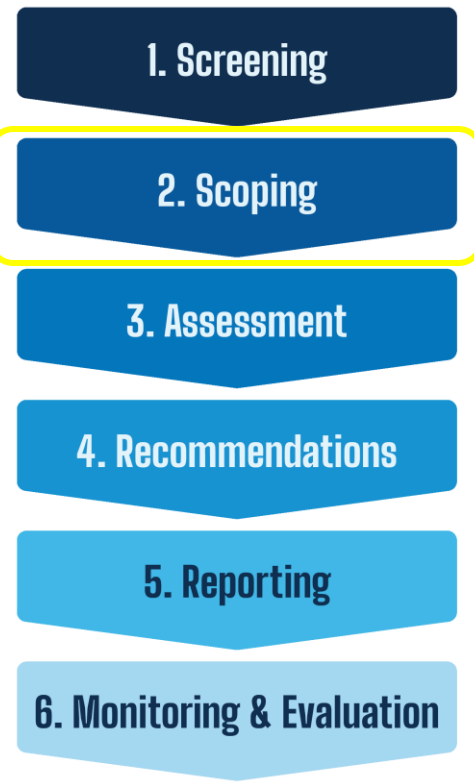 1. Screening
2. Scoping
3. Assessment
4. Recommendations
5. Reporting
6. Monitoring & Evaluation